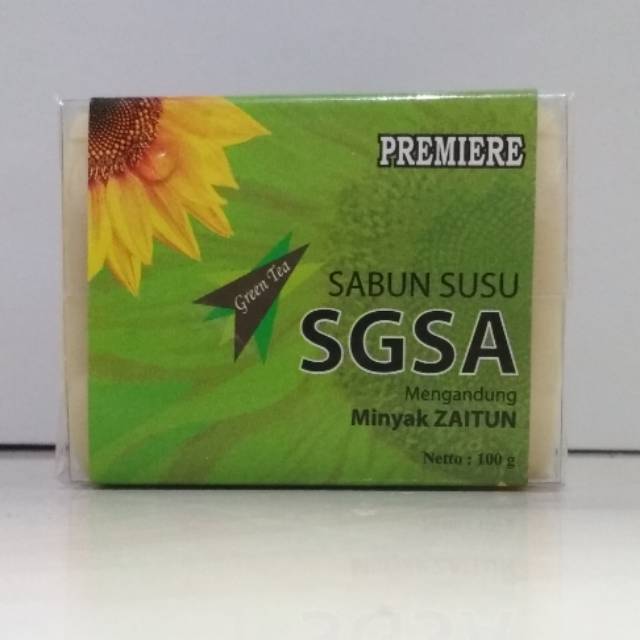 PREMIERE
Green Tea
SABUN SUSU
SGSA
Mengandung
Minyak ZAITUN
Netto : 100 g